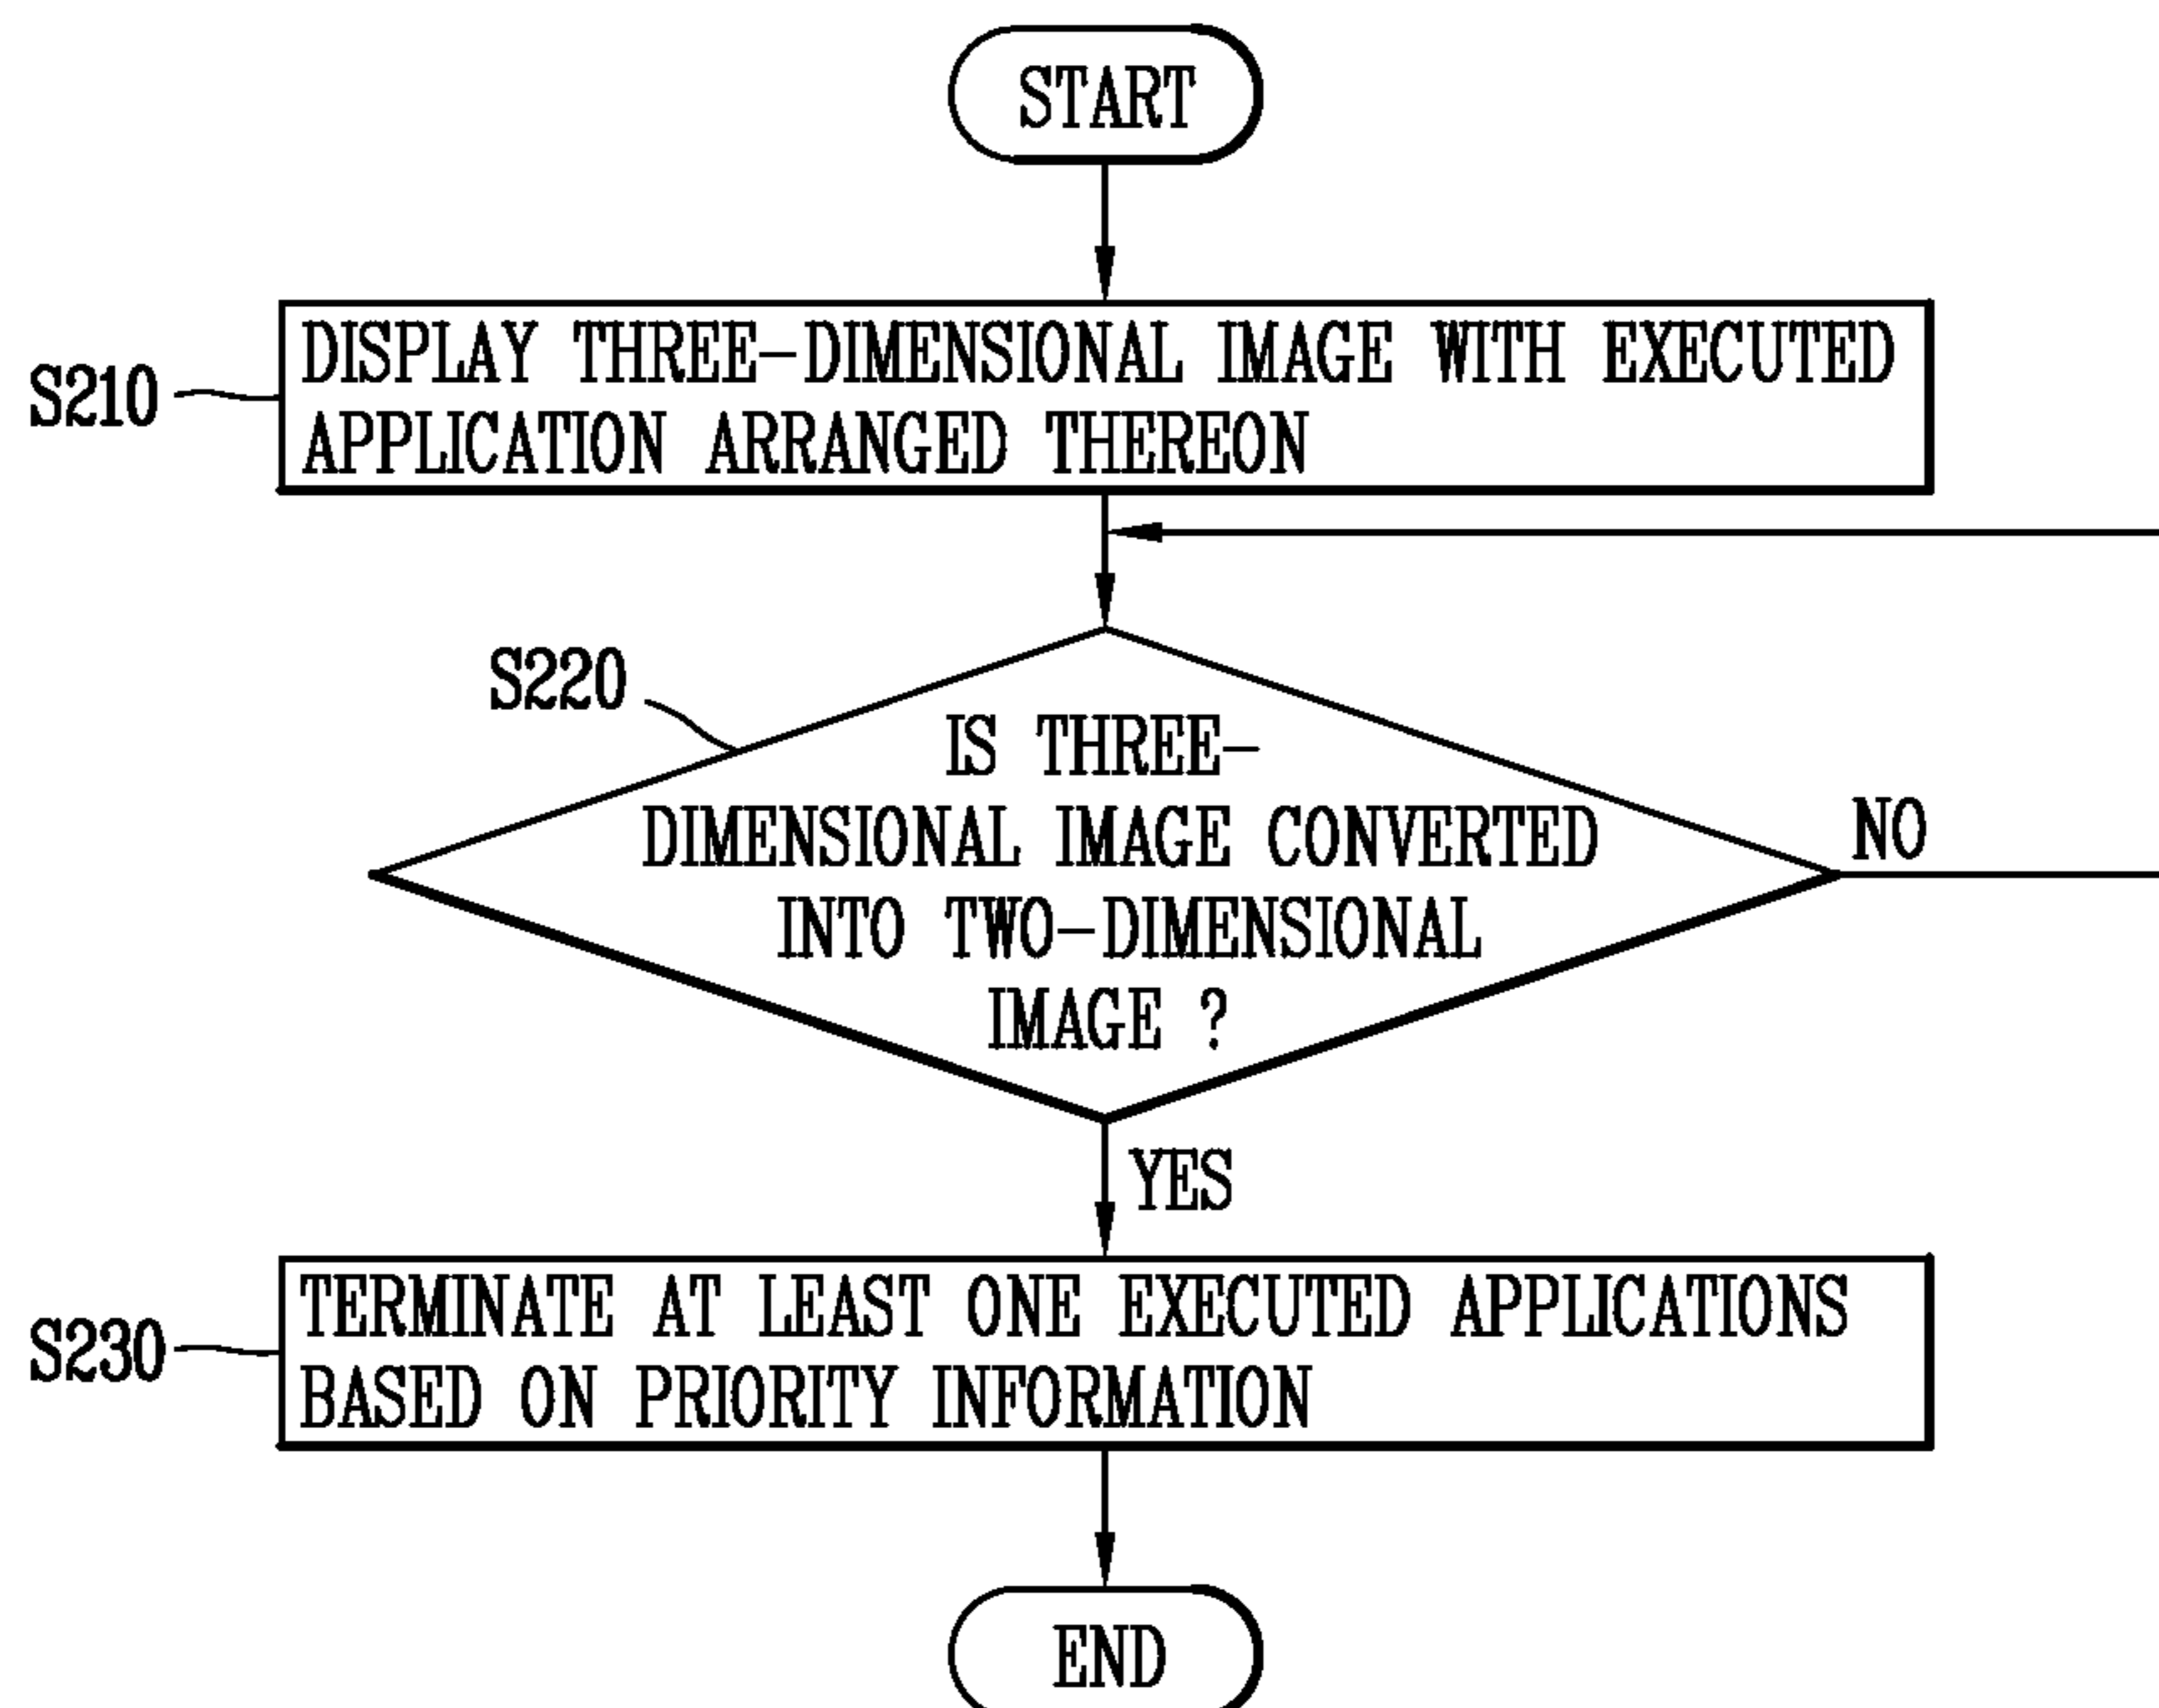 START
S210
DISPLAY THREE-DIMENSIONAL IMAGE WITH EXECUTED
APPLICATION ARRANGED THEREON
S220
IS THREE-
DIMENSIONAL IMAGE CONVERTED
INTO TWO-DIMENSIONAL
IMAGE ?
NO
YES
S230
TERMINATE AT LEAST ONE EXECUTED APPLICATIONS
BASED ON PRIORITY INFORMATION
END